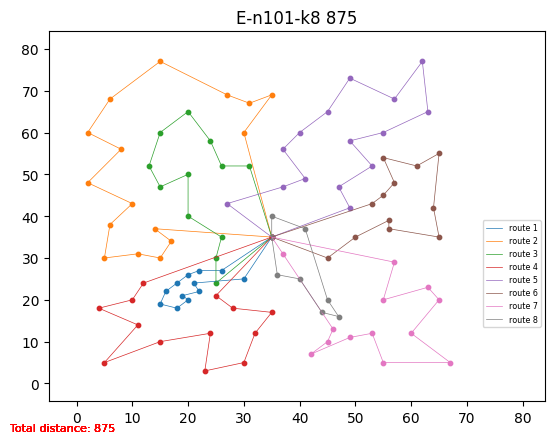 E-n101-k8 875
80
70
60
50
40
30
20
10
0
route 1
route 2
route 3
route 4
route 5
route 6
route 7
route 8
0 10 20 30 40 50 60 70 80
Total distance: 875